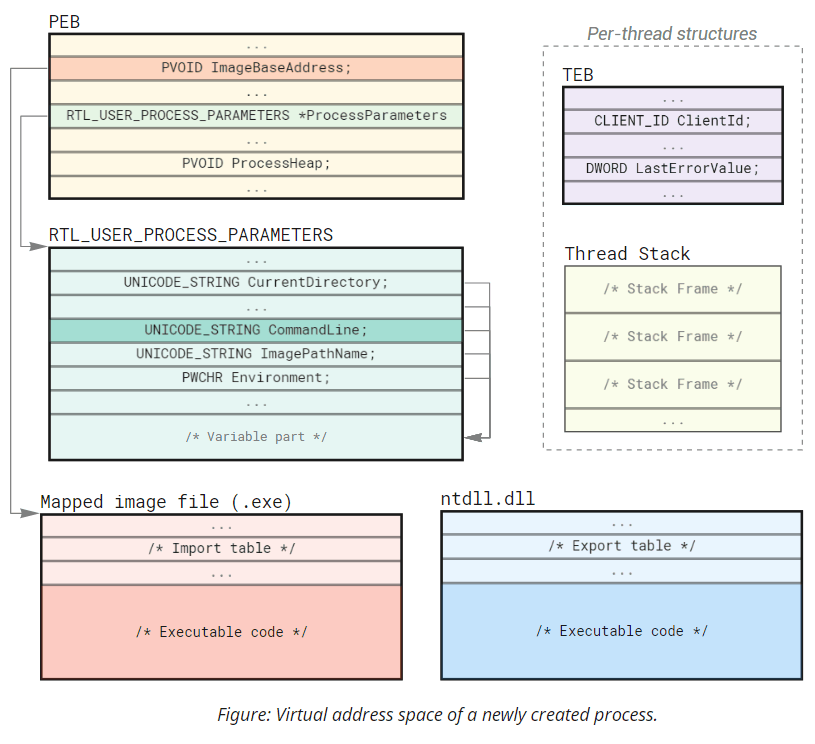 PEB
...
PVOID ImageBaseAddress;
...
RTL_USER_PROCESS_PARAMETERS *ProcessParameters
...
PVOID ProcessHeap;
...
Per-thread structures
TEB
...
CLIENT_ID ClientId;
...
DWORD LastErrorValue;
...
RTL_USER_PROCESS_PARAMETERS
...
UNICODE_STRING CurrentDirectory;
...
UNICODE_STRING CommandLine;
UNICODE_STRING ImagePathName;
PWCHR Environment;
...
/* Variable part */
Thread Stack
/* Stack Frame */
/* Stack Frame */
/* Stack Frame */
...
Mapped image file (.exe)
...
/* Import table */
...
/* Executable code */
ntdll.dll
...
/* Export table */
...
/* Executable code */
Figure: Virtual address space of a newly created process.